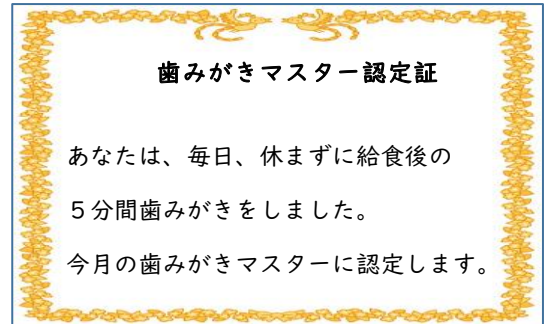 歯みがきマスター認定証
あなたは、毎日、休まずに給食後の
５分間歯みがきをしました。
今月の歯みがきマスターに認定します。